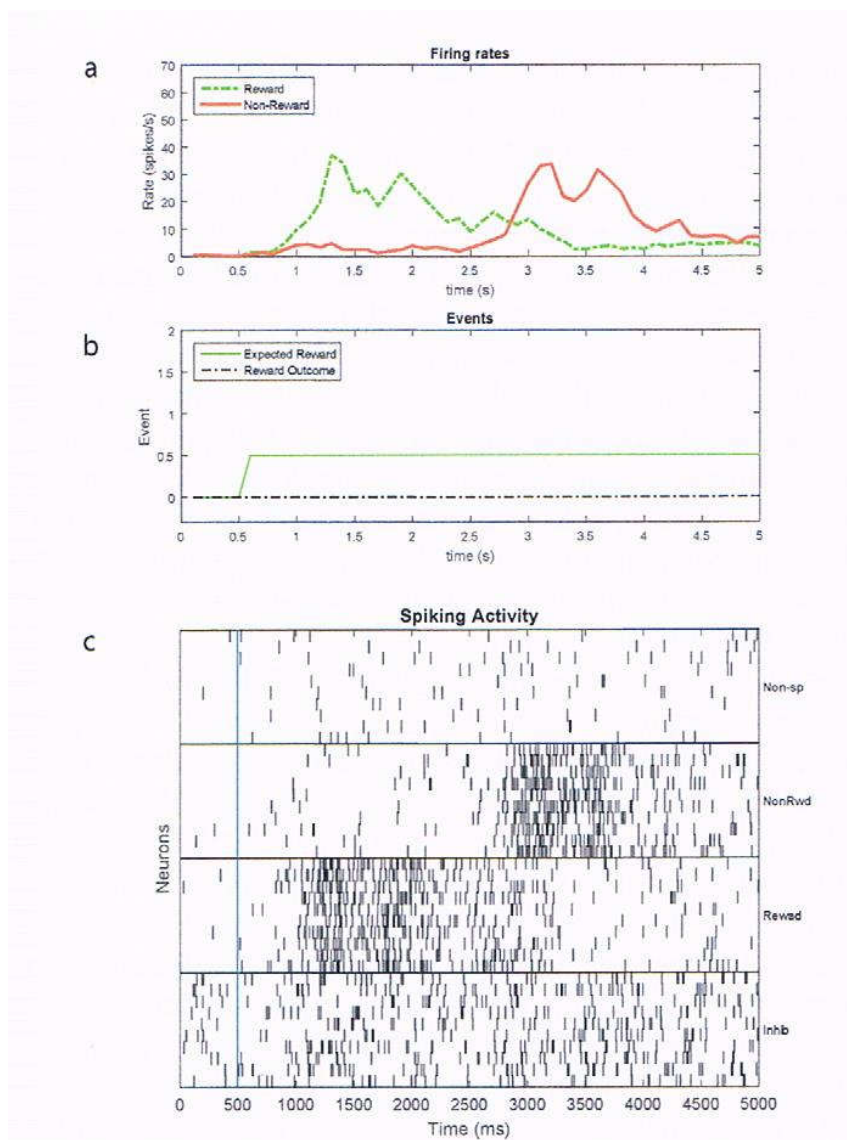 a
Firing rates
70
60
50
40
30
20
10
0
Reward
Non-Reward
Rate (spikes/s)
0 0.5 1 1.5 2 2.5 3 3.5 4 4.5 5
time (s)
b
Events
2
1.5
1
0.5
0
Expected Reward
Reward Outcome
Event
0 0.5 1 1.5 2 2.5 3 3.5 4 4.5 5
time (s)
c
Spiking Activity
Non-sp
NonRwd
Rewad
Inhib
Neurons
0 500 1000 1500 2000 2500 3000 3500 4000 4500 5000
Time (ms)